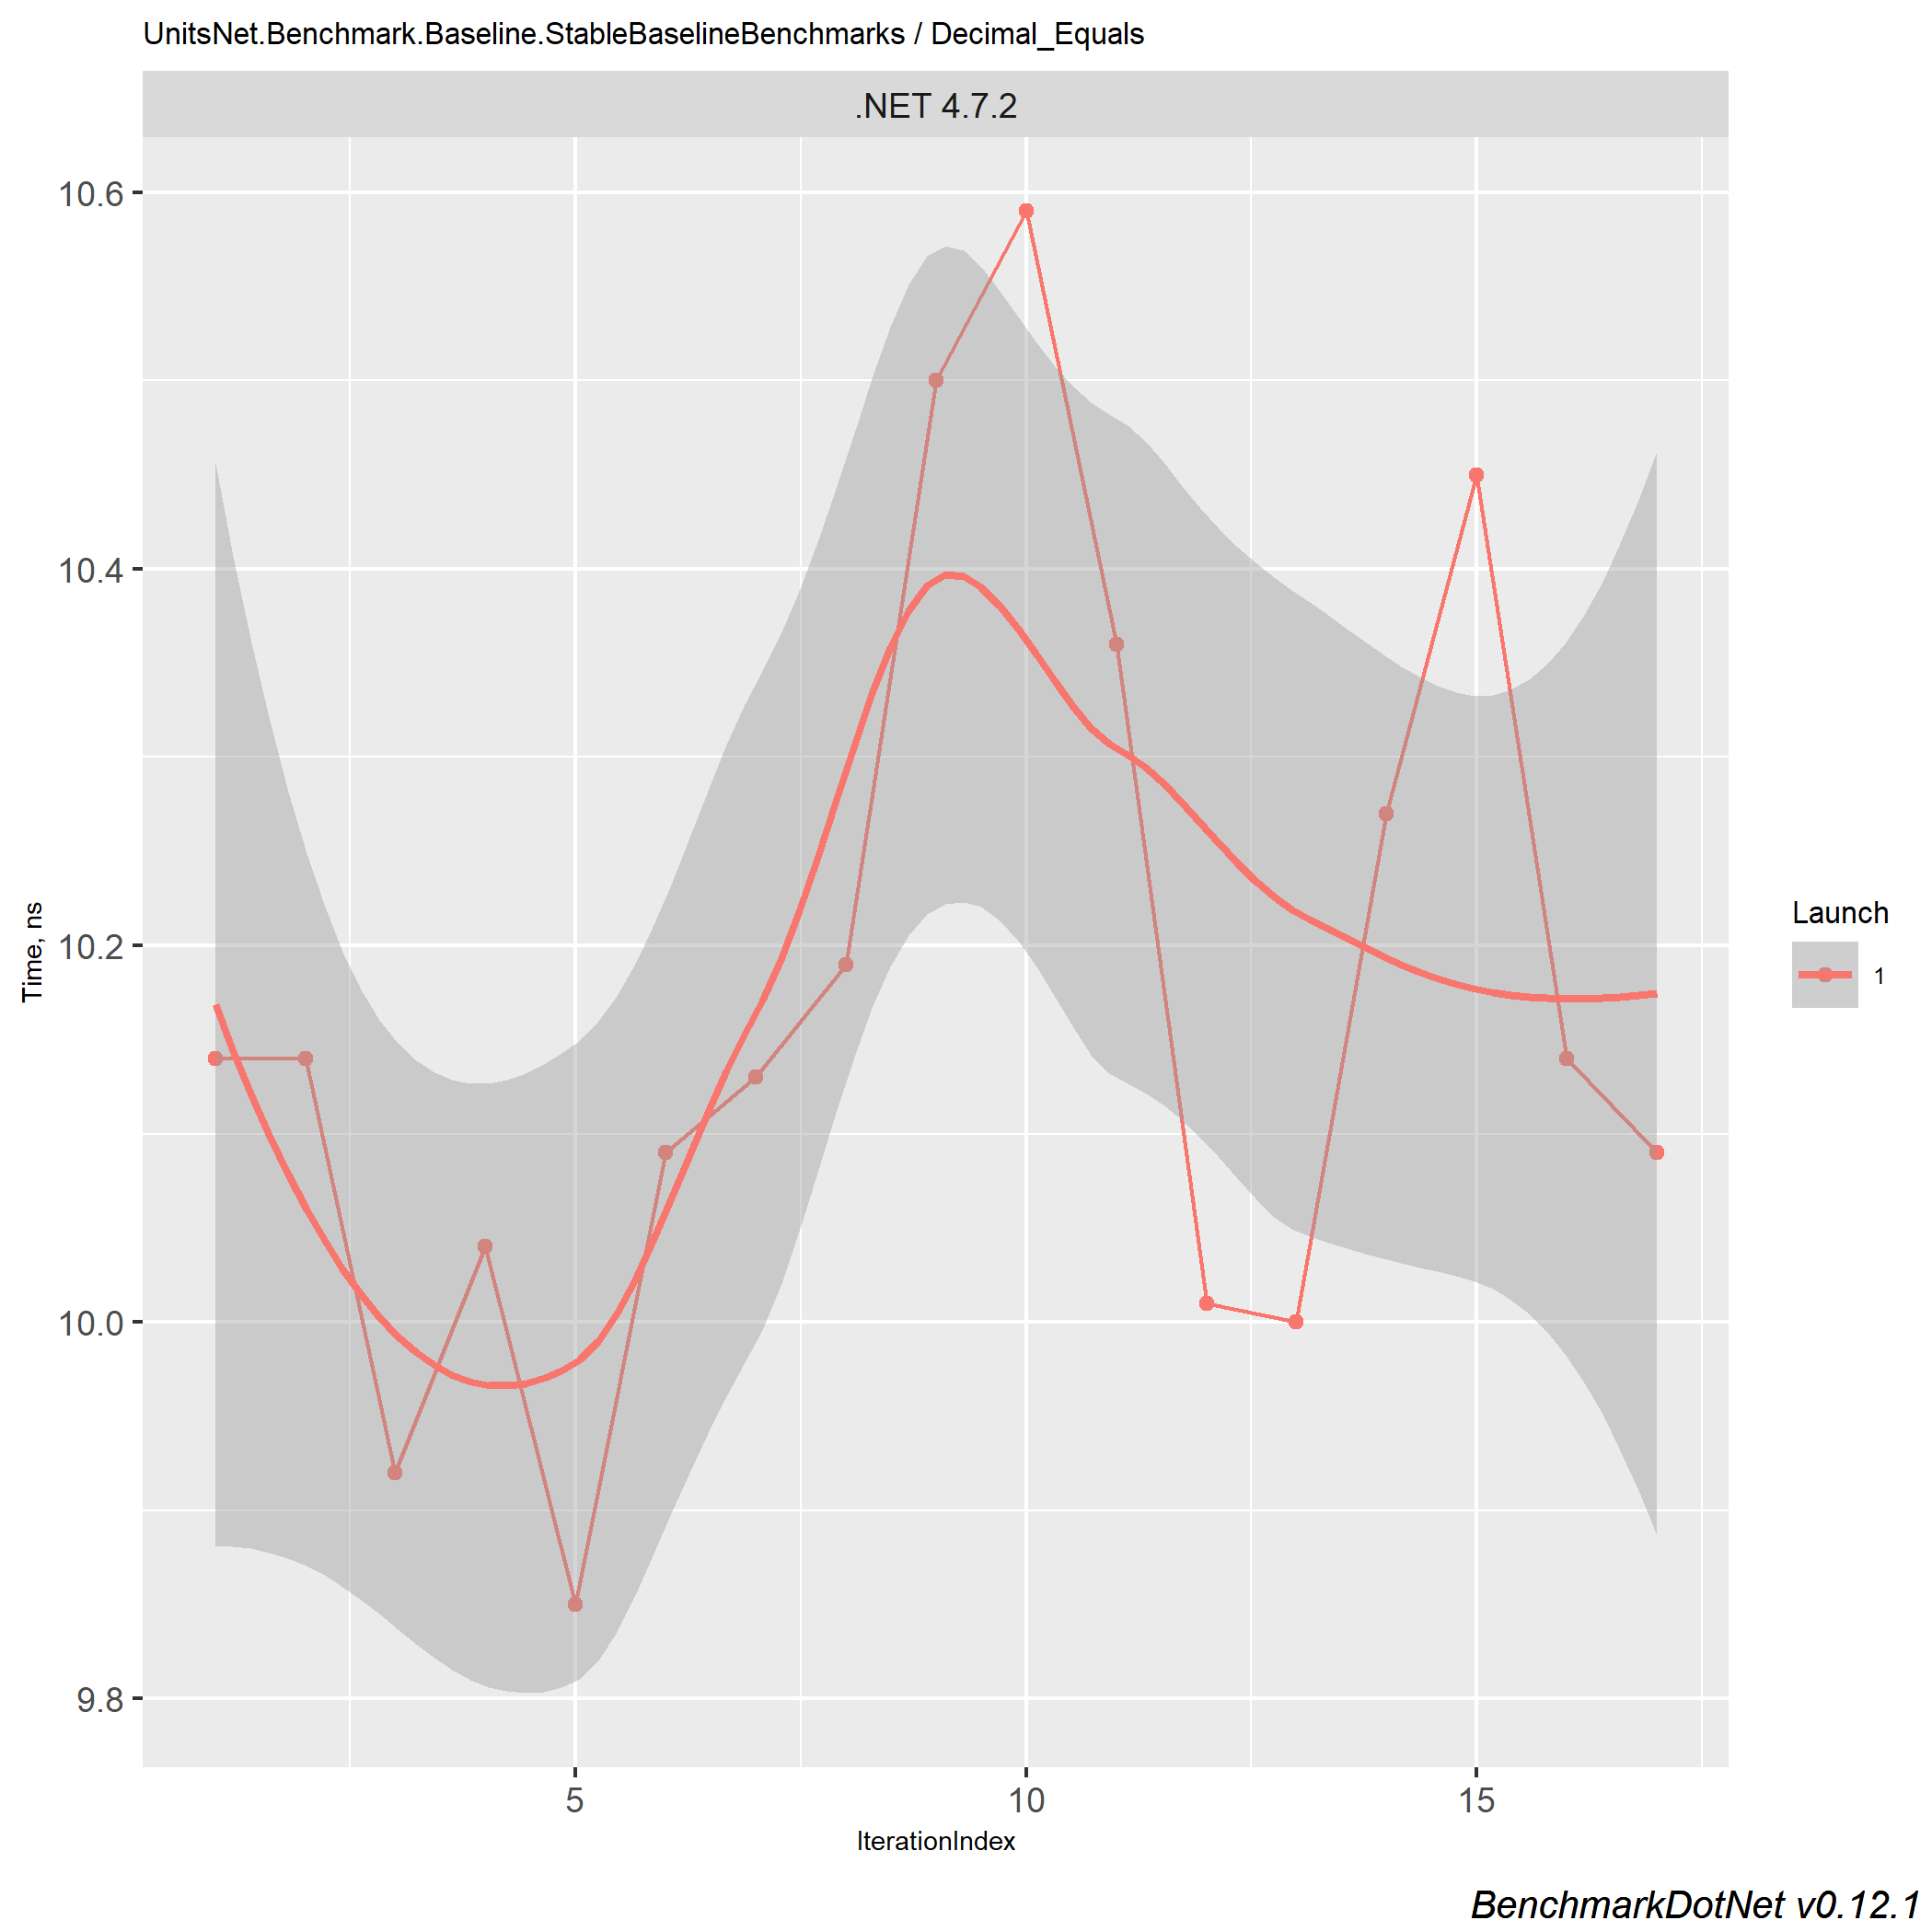 UnitsNet.Benchmark.Baseline.StableBaselineBenchmarks / Decimal_Equals
.NET 4.7.2
10.6
10.4
10.2
10.0
9.8
Time, ns
5
10
15
IterationIndex
Launch
1
BenchmarkDotNet v0.12.1